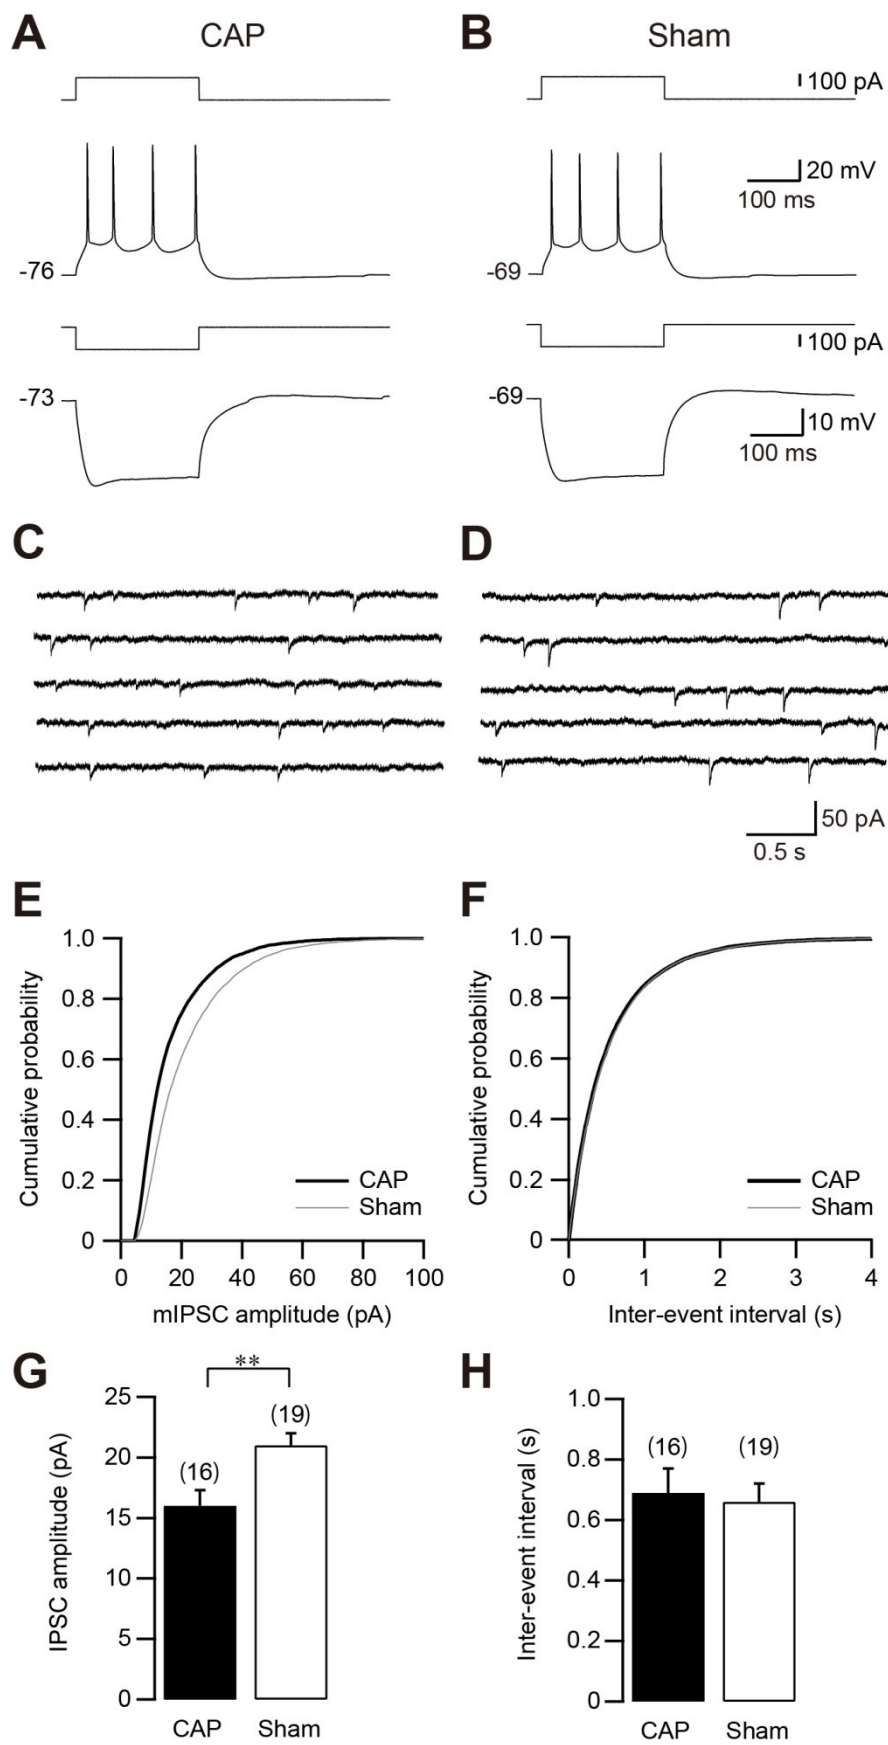 A CAP B Sham
100 pA
20 mV
100 ms
-76 -69
100 pA
-73 -69
10 mV
100 ms
C D
50 pA
0.5 s
E F
Cumulative probability
1.0
0.8
0.6
0.4
0.2
0
CAP
Sham
0 20 40 60 80 100
mIPSC amplitude (pA)
Cumulative probability
1.0
0.8
0.6
0.4
0.2
0
CAP
Sham
0 1 2 3 4
Inter-event interval (s)
G H
IPSC amplitude (pA)
25
20
15
10
5
0
**
(16) (19)
CAP Sham
Inter-event interval (s)
1.0
0.8
0.6
0.4
0.2
0
(16) (19)
CAP Sham